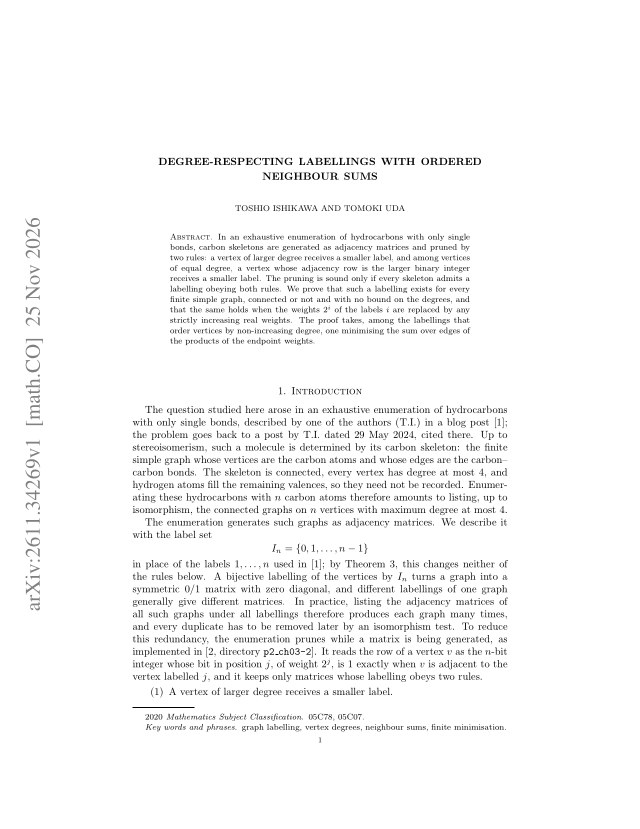 arXiv:2611.34269v1 [math.CO] 25 Nov 2026
DEGREE-RESPECTING LABELLINGS WITH ORDERED
NEIGHBOUR SUMS
TOSHIO ISHIKAWA AND TOMOKI UDA
Abstract. In an exhaustive enumeration of hydrocarbons with only single
bonds, carbon skeletons are generated as adjacency matrices and pruned by
two rules: a vertex of larger degree receives a smaller label, and among vertices
of equal degree, a vertex whose adjacency row is the larger binary integer
receives a smaller label. The pruning is sound only if every skeleton admits a
labelling obeying both rules. We prove that such a labelling exists for every
finite simple graph, connected or not and with no bound on the degrees, and
that the same holds when the weights 2^i of the labels i are replaced by any
strictly increasing real weights. The proof takes, among the labellings that
order vertices by non-increasing degree, one minimising the sum over edges of
the products of the endpoint weights.
1. Introduction
The question studied here arose in an exhaustive enumeration of hydrocarbons
with only single bonds, described by one of the authors (T.I.) in a blog post [1];
the problem goes back to a post by T.I. dated 29 May 2024, cited there. Up to
stereoisomerism, such a molecule is determined by its carbon skeleton: the finite
simple graph whose vertices are the carbon atoms and whose edges are the carbon–
carbon bonds. The skeleton is connected, every vertex has degree at most 4, and
hydrogen atoms fill the remaining valences, so they need not be recorded. Enumer-
ating these hydrocarbons with n carbon atoms therefore amounts to listing, up to
isomorphism, the connected graphs on n vertices with maximum degree at most 4.
The enumeration generates such graphs as adjacency matrices. We describe it
with the label set
I_n = {0, 1, . . . , n − 1}
in place of the labels 1, . . . , n used in [1]; by Theorem 3, this changes neither of
the rules below. A bijective labelling of the vertices by I_n turns a graph into a
symmetric 0/1 matrix with zero diagonal, and different labellings of one graph
generally give different matrices. In practice, listing the adjacency matrices of
all such graphs under all labellings therefore produces each graph many times,
and every duplicate has to be removed later by an isomorphism test. To reduce
this redundancy, the enumeration prunes while a matrix is being generated, as
implemented in [2, directory p2_ch03-2]. It reads the row of a vertex v as the n-bit
integer whose bit in position j, of weight 2^j, is 1 exactly when v is adjacent to the
vertex labelled j, and it keeps only matrices whose labelling obeys two rules.
(1) A vertex of larger degree receives a smaller label.
2020 Mathematics Subject Classification. 05C78, 05C07.
Key words and phrases. graph labelling, vertex degrees, neighbour sums, finite minimisation.
1